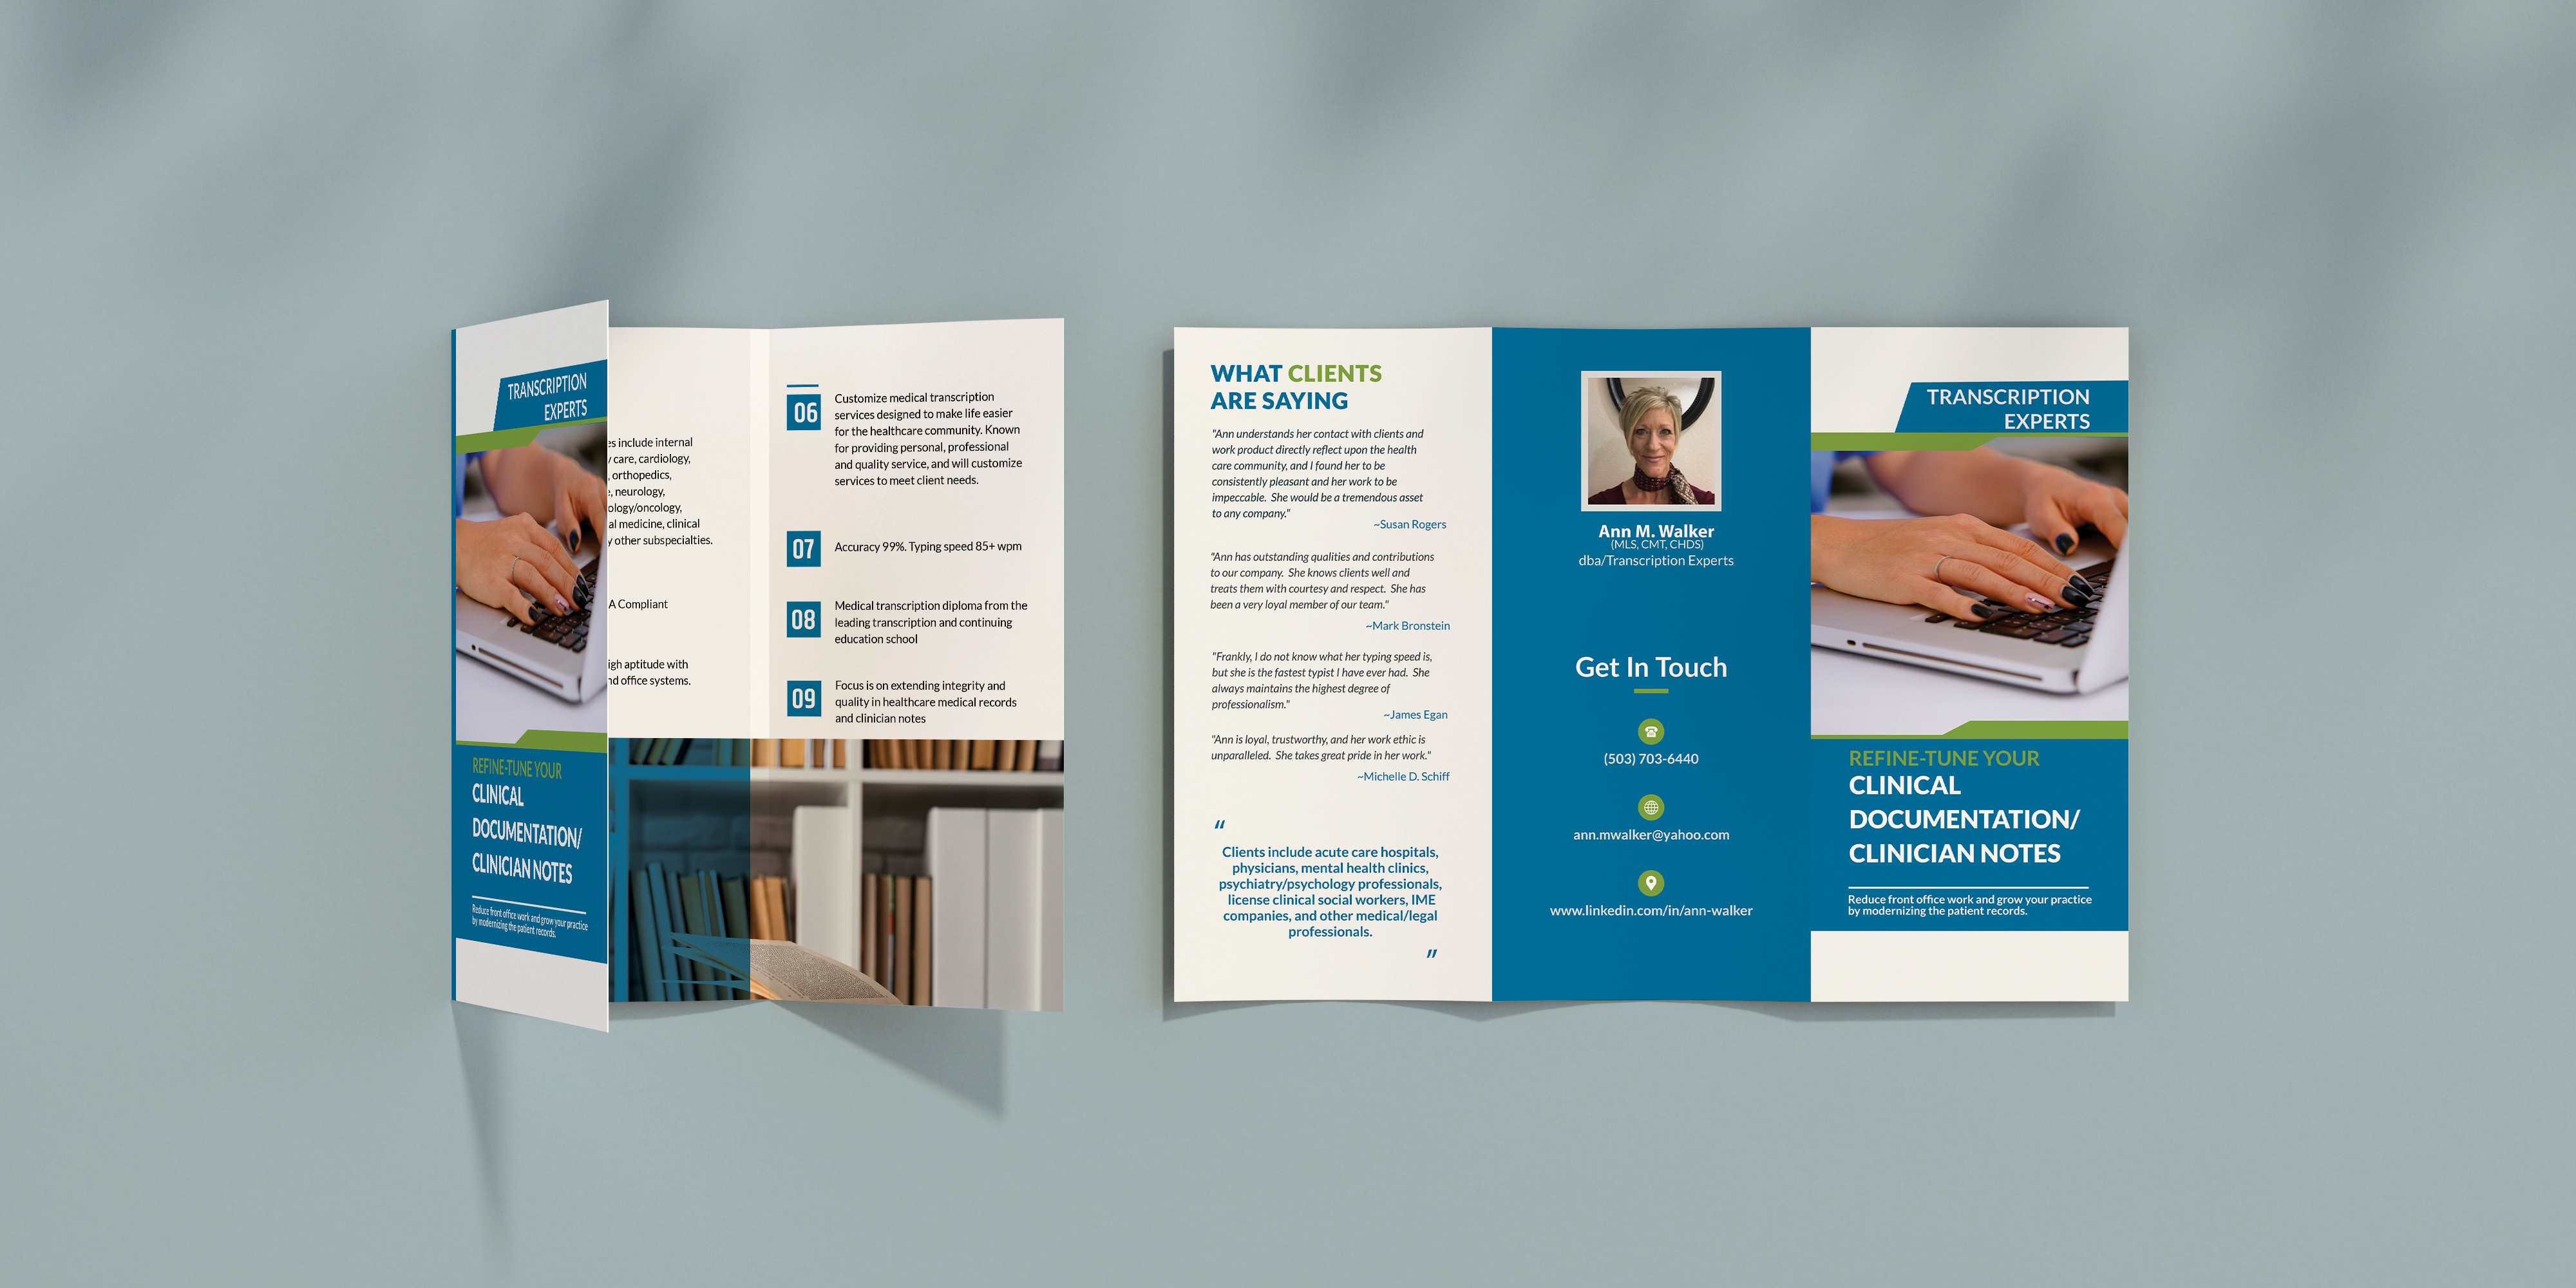 TRANSCRIPTION
EXPERTS
REFINE-TUNE YOUR
CLINICAL
DOCUMENTATION/
CLINICIAN NOTES
Reduce front office work and grow your practice
by modernizing the patient records.
es include internal
care, cardiology,
, orthopedics,
, neurology,
ology/oncology,
al medicine, clinical
y other subspecialties.
A Compliant
igh aptitude with
nd office systems.
06
Customize medical transcription
services designed to make life easier
for the healthcare community. Known
for providing personal, professional
and quality service, and will customize
services to meet client needs.
07
Accuracy 99%. Typing speed 85+ wpm
08
Medical transcription diploma from the
leading transcription and continuing
education school
09
Focus is on extending integrity and
quality in healthcare medical records
and clinician notes
WHAT CLIENTS
ARE SAYING
"Ann understands her contact with clients and
work product directly reflect upon the health
care community, and I found her to be
consistently pleasant and her work to be
impeccable. She would be a tremendous asset
to any company."
~Susan Rogers
"Ann has outstanding qualities and contributions
to our company. She knows clients well and
treats them with courtesy and respect. She has
been a very loyal member of our team."
~Mark Bronstein
"Frankly, I do not know what her typing speed is,
but she is the fastest typist I have ever had. She
always maintains the highest degree of
professionalism."
~James Egan
"Ann is loyal, trustworthy, and her work ethic is
unparalleled. She takes great pride in her work."
~Michelle D. Schiff
"
Clients include acute care hospitals,
physicians, mental health clinics,
psychiatry/psychology professionals,
license clinical social workers, IME
companies, and other medical/legal
professionals.
"
Ann M. Walker
(MLS, CMT, CHDS)
dba/Transcription Experts
Get In Touch
(503) 703-6440
ann.mwalker@yahoo.com
www.linkedin.com/in/ann-walker
TRANSCRIPTION
EXPERTS
REFINE-TUNE YOUR
CLINICAL
DOCUMENTATION/
CLINICIAN NOTES
Reduce front office work and grow your practice
by modernizing the patient records.